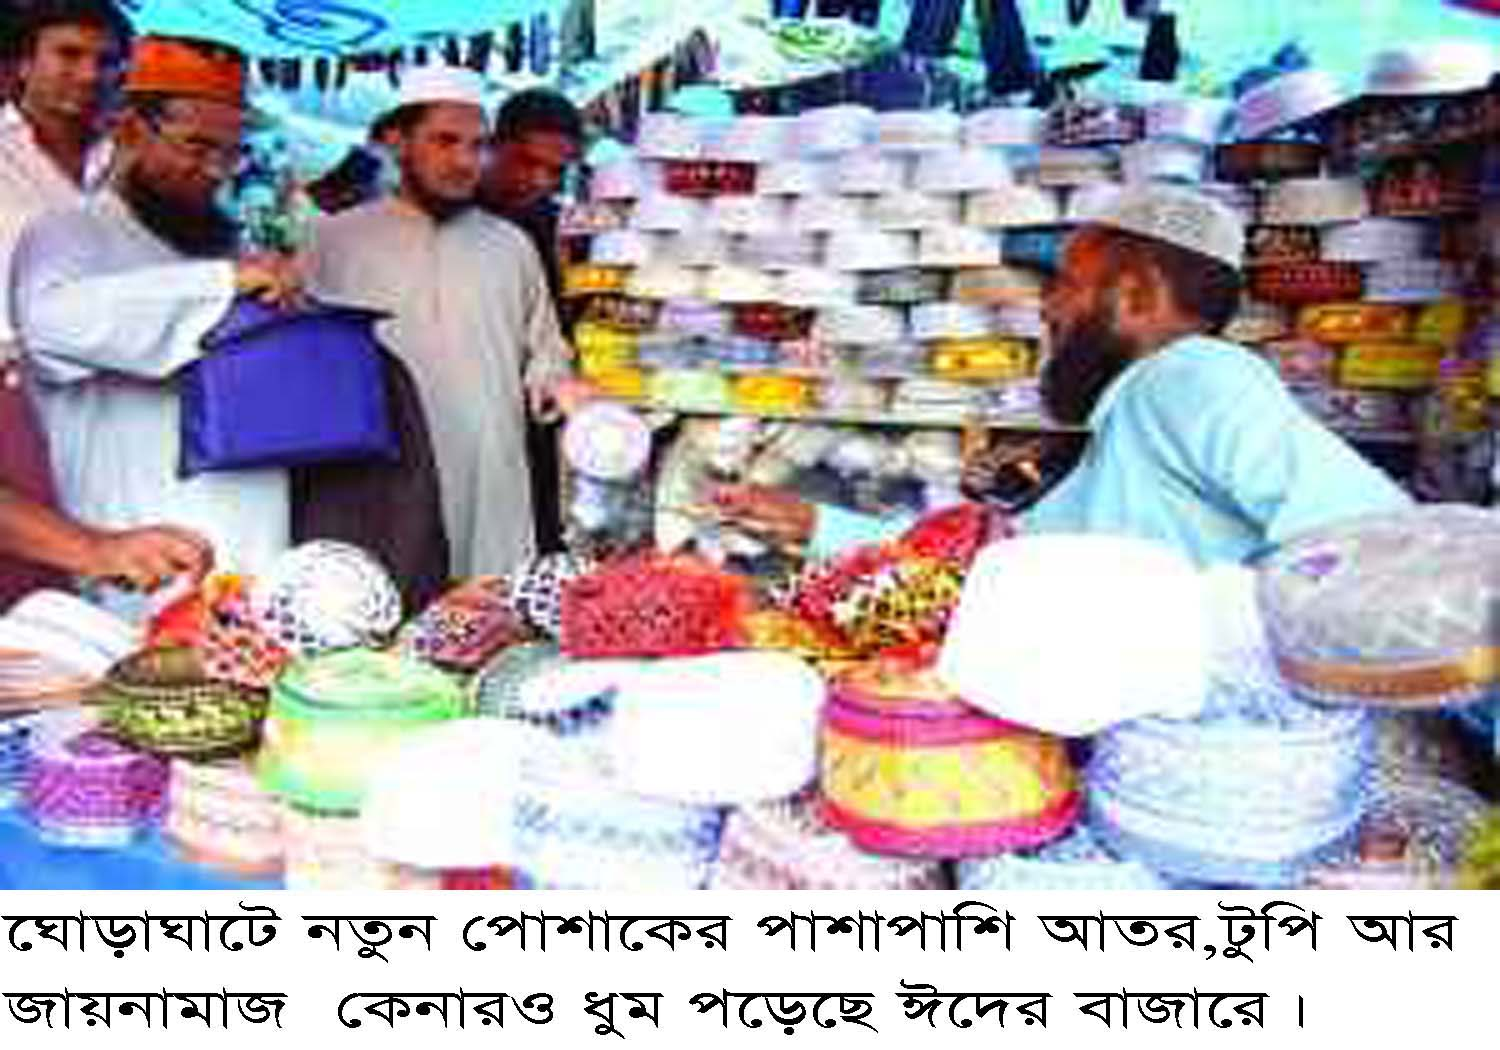 ঘোড়াঘাটে নতুন পোশাকের পাশাপাশি আতর,টুপি আর
জায়নামাজ কেনারও ধুম পড়েছে ঈদের বাজারে।